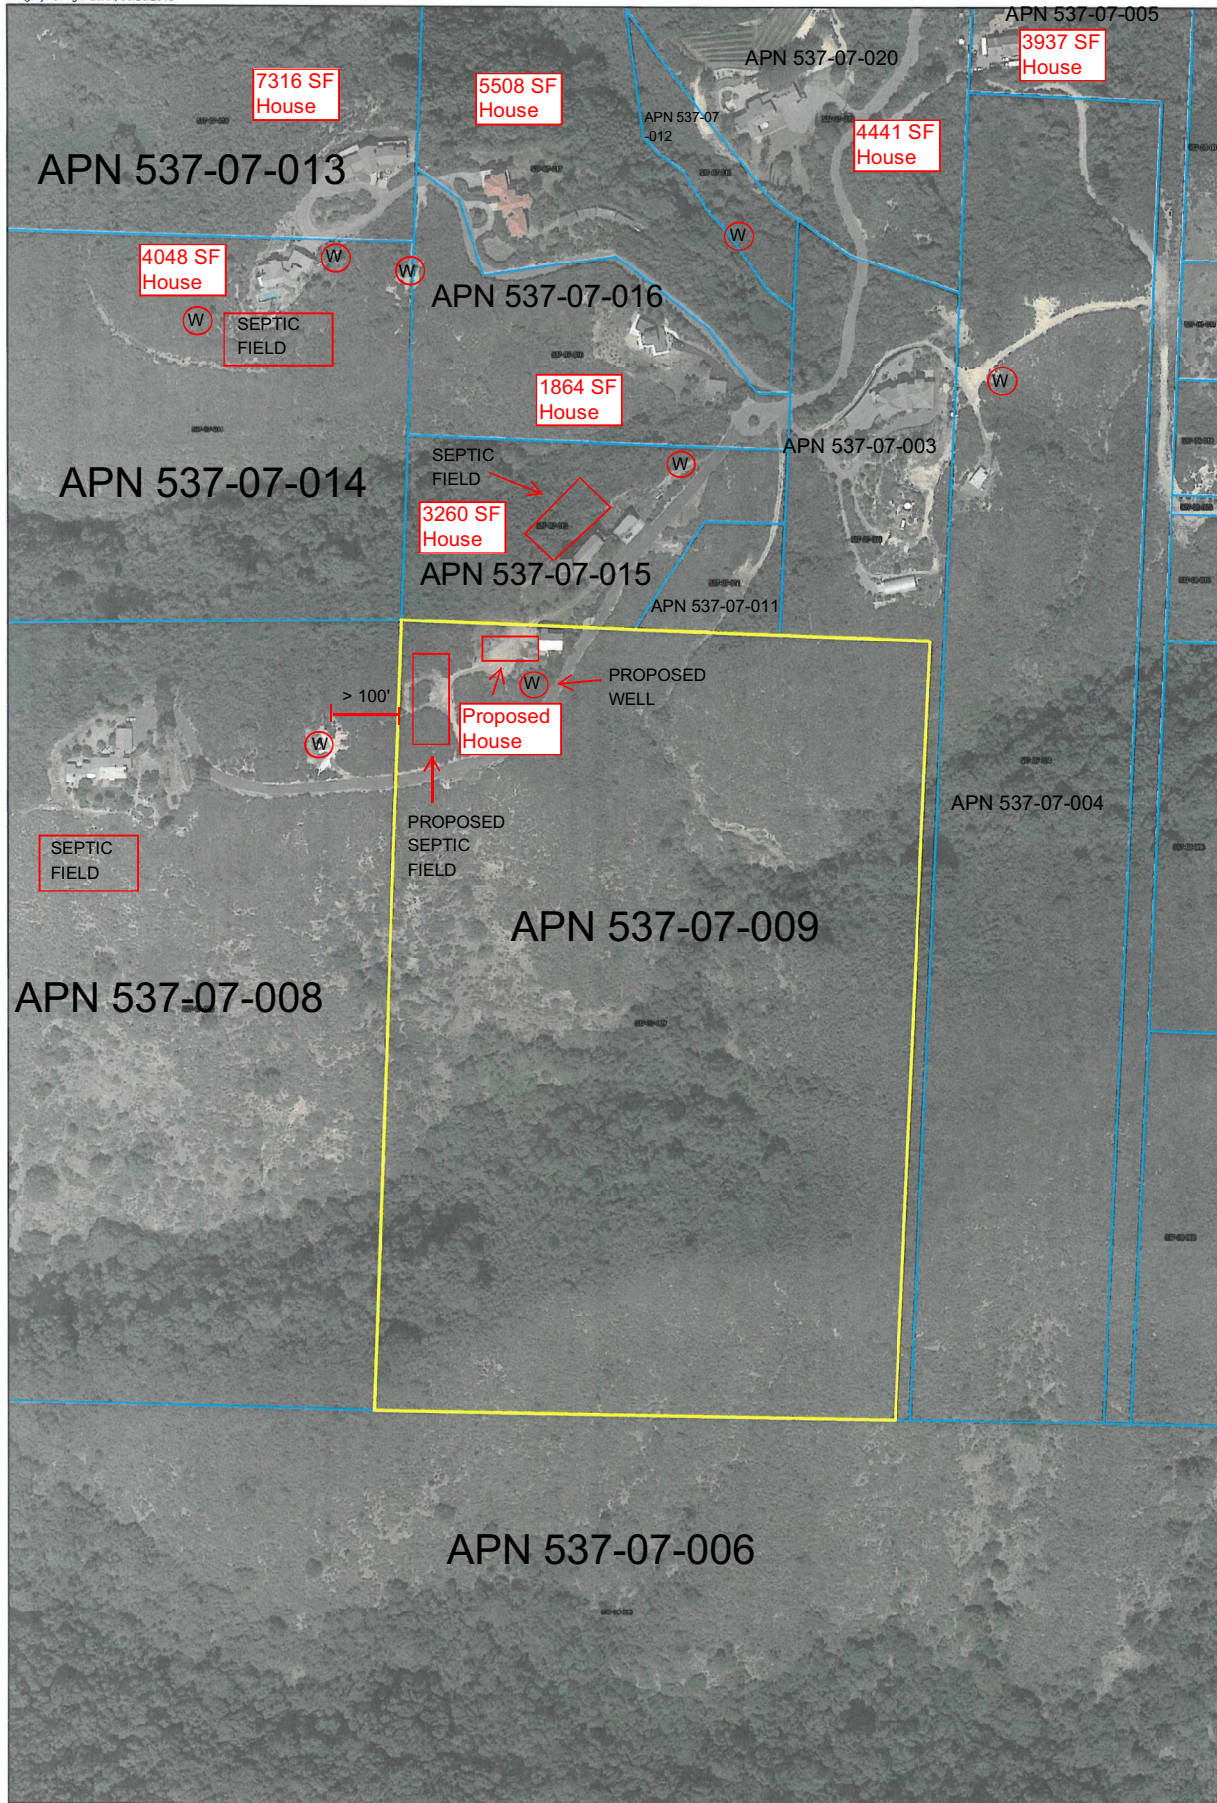 APN 537-07-005
3937 SF
House
APN 537-07-020
7316 SF
House
5508 SF
House
APN 537-07
-012
4441 SF
House
APN 537-07-013
W
4048 SF
House
W
W
APN 537-07-016
W
SEPTIC
FIELD
1864 SF
House
W
APN 537-07-003
SEPTIC
FIELD
W
APN 537-07-014
3260 SF
House
APN 537-07-015
APN 537-07-011
> 100'
W
PROPOSED
WELL
Proposed
House
W
APN 537-07-004
PROPOSED
SEPTIC
FIELD
SEPTIC
FIELD
APN 537-07-009
APN 537-07-008
APN 537-07-006